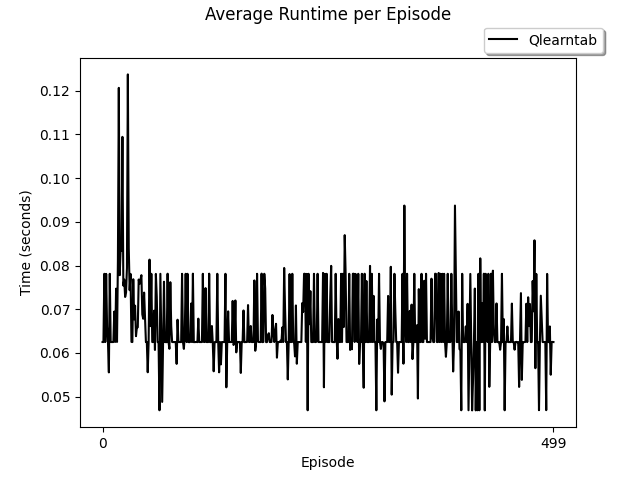 Average Runtime per Episode
Qlearntab
0.12
0.11
0.10
0.09
0.08
0.07
0.06
0.05
Time (seconds)
0
499
Episode